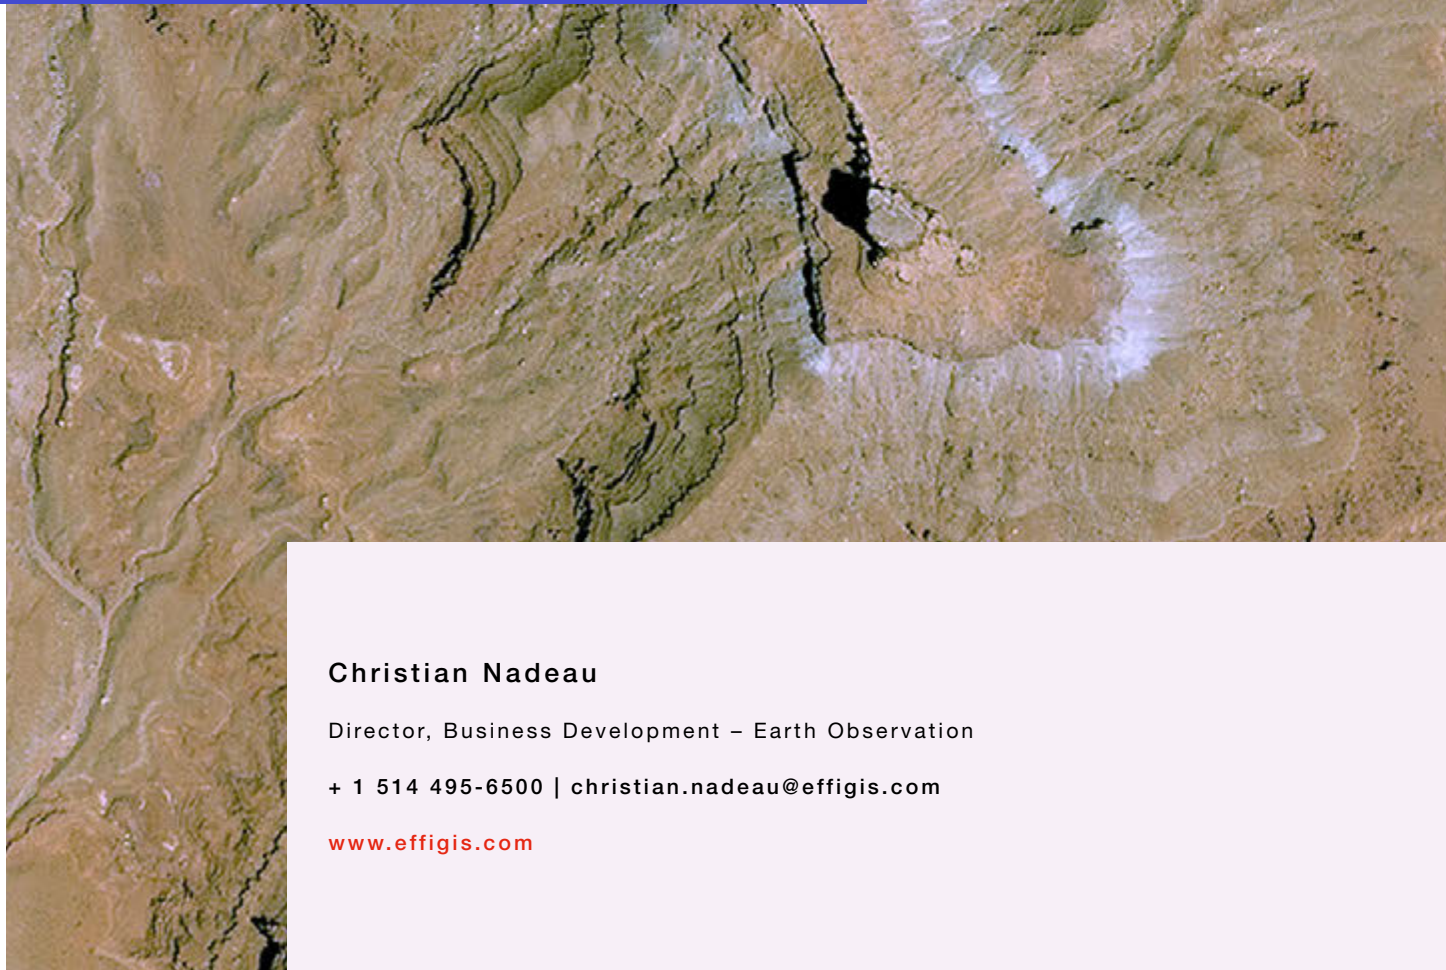 Christian Nadeau
Director, Business Development – Earth Observation
+ 1 514 495-6500 | christian.nadeau@effigis.com
www.effigis.com